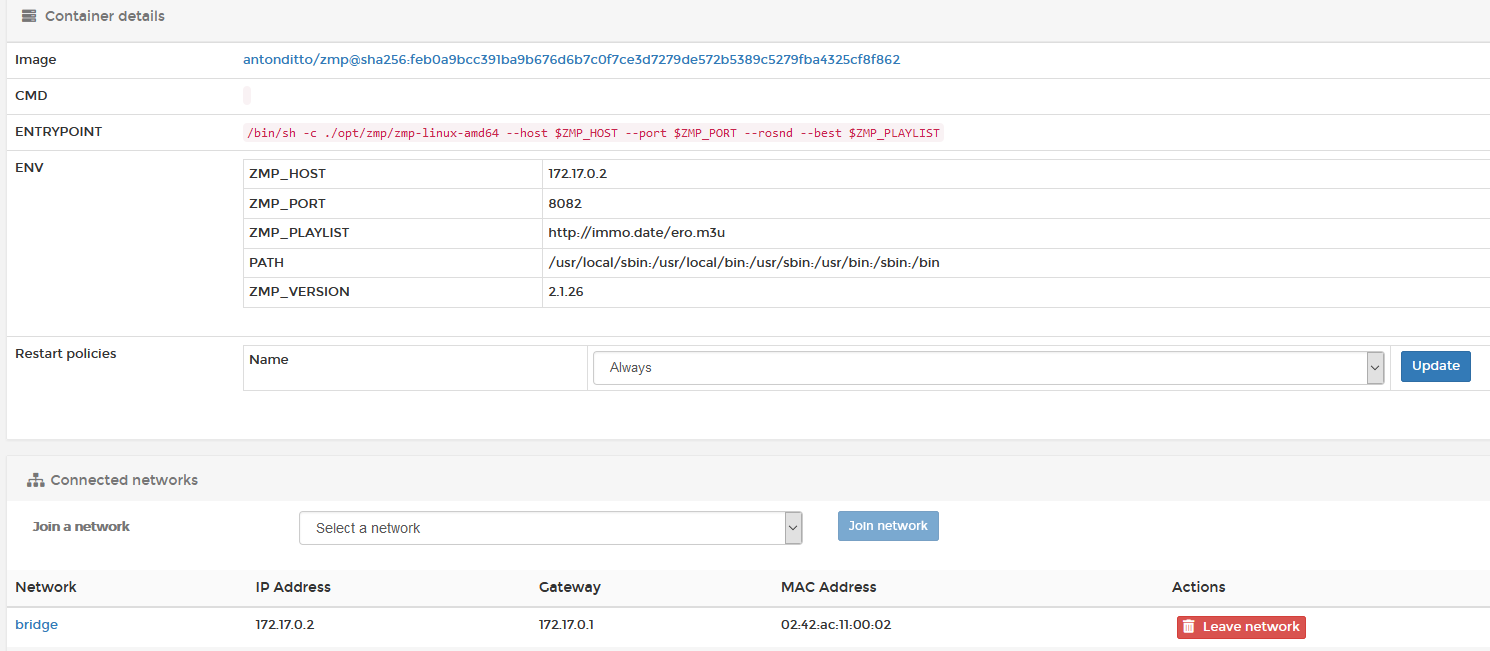 Container details
Image antonditto/zmp@sha256:feb0a9bcc391ba9b676d6b7c0f7ce3d7279de572b5389c5279fba4325cf8f862
CMD
ENTRYPOINT /bin/sh -c ./opt/zmp/zmp-linux-amd64 --host $ZMP_HOST --port $ZMP_PORT --rosnd --best $ZMP_PLAYLIST
ENV ZMP_HOST 172.17.0.2
ZMP_PORT 8082
ZMP_PLAYLIST http://immo.date/ero.m3u
PATH /usr/local/sbin:/usr/local/bin:/usr/sbin:/usr/bin:/sbin:/bin
ZMP_VERSION 2.1.26
Restart policies Name Always Update
Connected networks
Join a network Select a network Join network
Network IP Address Gateway MAC Address Actions
bridge 172.17.0.2 172.17.0.1 02:42:ac:11:00:02 Leave network